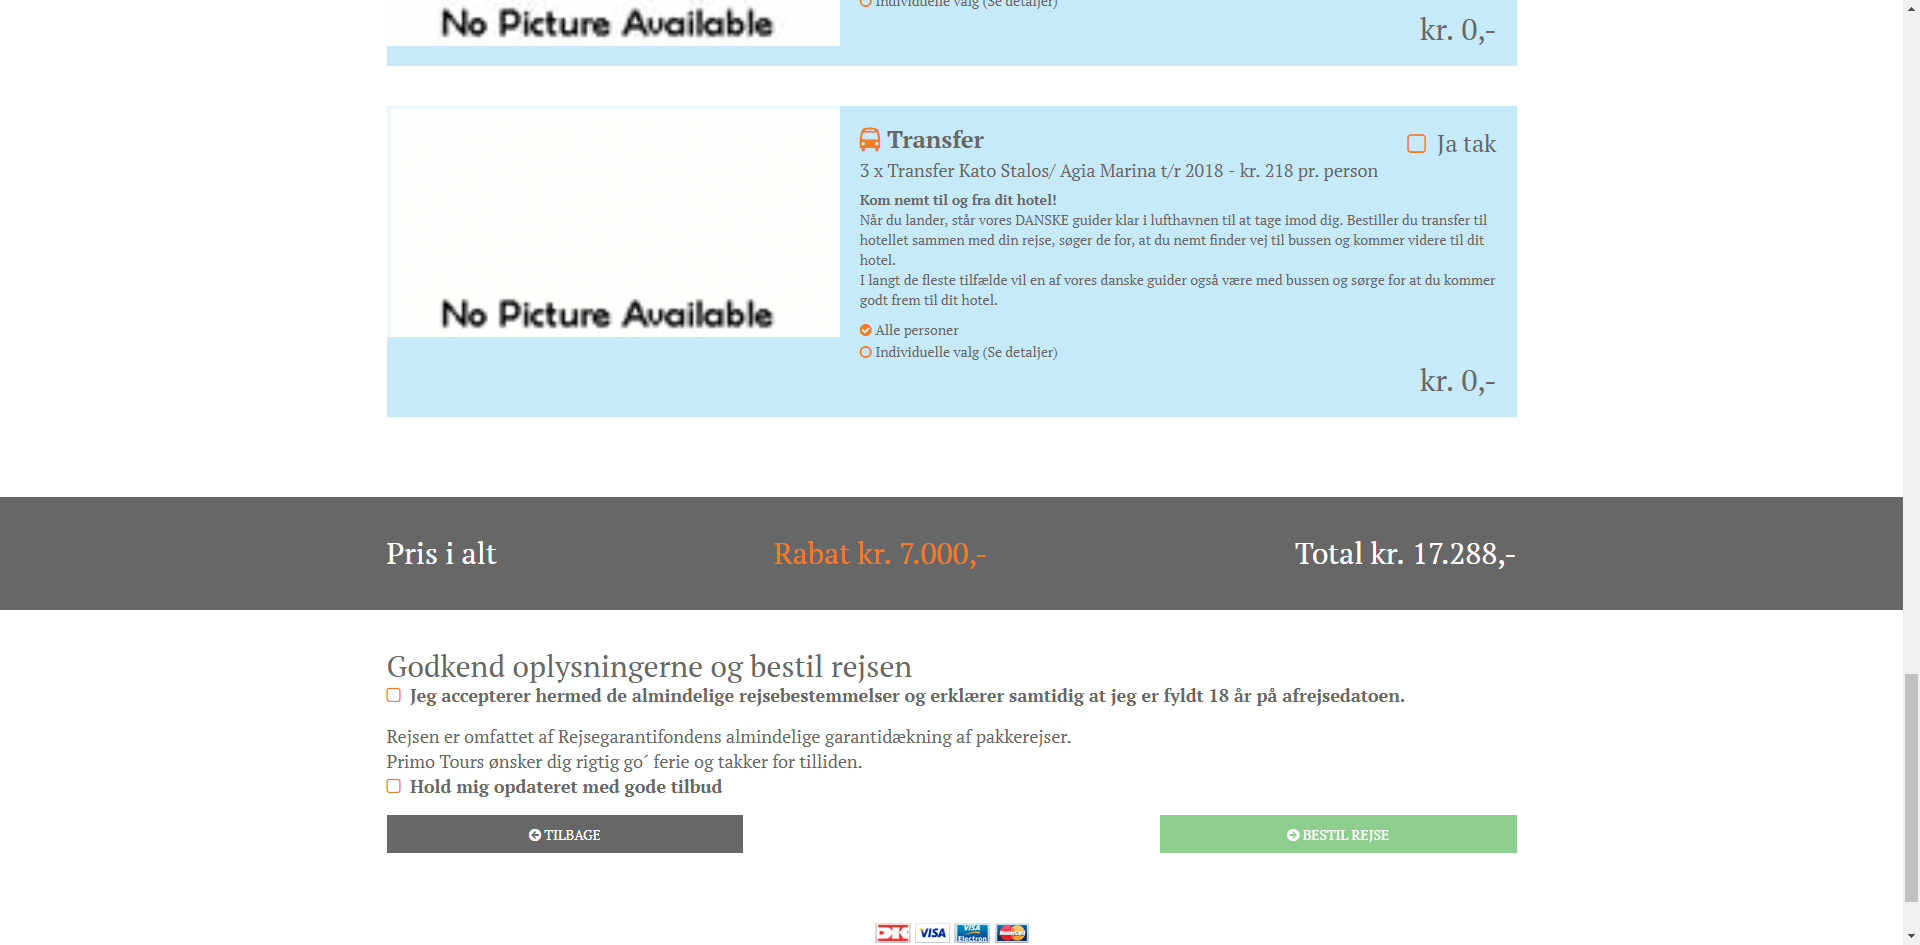 No Picture Available
Individuelle valg (Se detaljer)
kr. 0,-
Transfer
Ja tak
3 x Transfer Kato Stalos/ Agia Marina t/r 2018 - kr. 218 pr. person
Kom nemt til og fra dit hotel!
Når du lander, står vores DANSKE guider klar i lufthavnen til at tage imod dig. Bestiller du transfer til
hotellet sammen med din rejse, søger de for, at du nemt finder vej til bussen og kommer videre til dit
hotel.
I langt de fleste tilfælde vil en af vores danske guider også være med bussen og sørge for at du kommer
godt frem til dit hotel.
No Picture Available
Alle personer
Individuelle valg (Se detaljer)
kr. 0,-
Pris i alt
Rabat kr. 7.000,-
Total kr. 17.288,-
Godkend oplysningerne og bestil rejsen
Jeg accepterer hermed de almindelige rejsebestemmelser og erklærer samtidig at jeg er fyldt 18 år på afrejsedatoen.
Rejsen er omfattet af Rejsegarantifondens almindelige garantidækning af pakkerejser.
Primo Tours ønsker dig rigtig go´ ferie og takker for tilliden.
Hold mig opdateret med gode tilbud
TILBAGE
BESTIL REJSE
DK
VISA
VISA
Electron
MasterCard